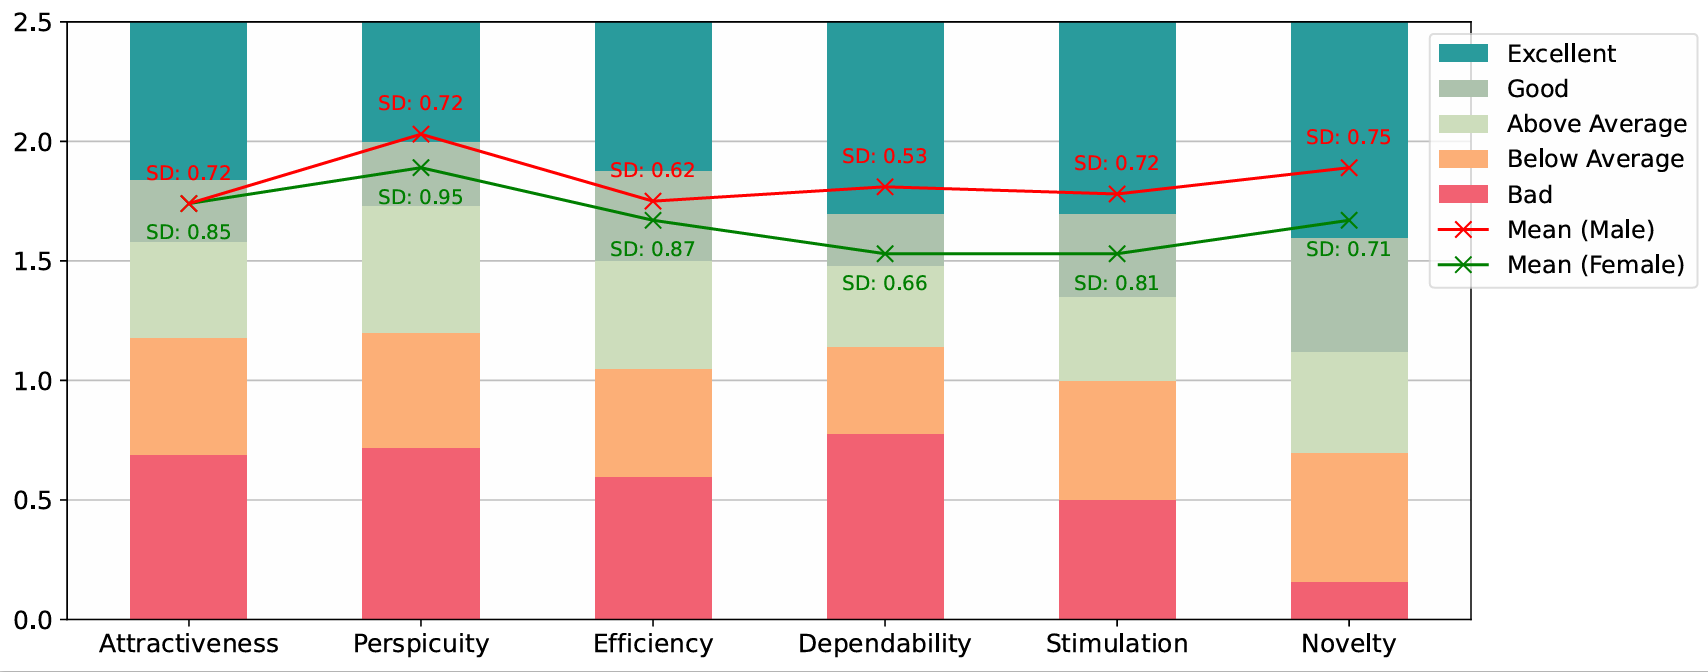 2.5
2.0
1.5
1.0
0.5
0.0
SD: 0.72
SD: 0.72
SD: 0.62
SD: 0.53
SD: 0.72
SD: 0.75
SD: 0.85
SD: 0.95
SD: 0.87
SD: 0.66
SD: 0.81
SD: 0.71
Attractiveness
Perspicuity
Efficiency
Dependability
Stimulation
Novelty
Excellent
Good
Above Average
Below Average
Bad
Mean (Male)
Mean (Female)